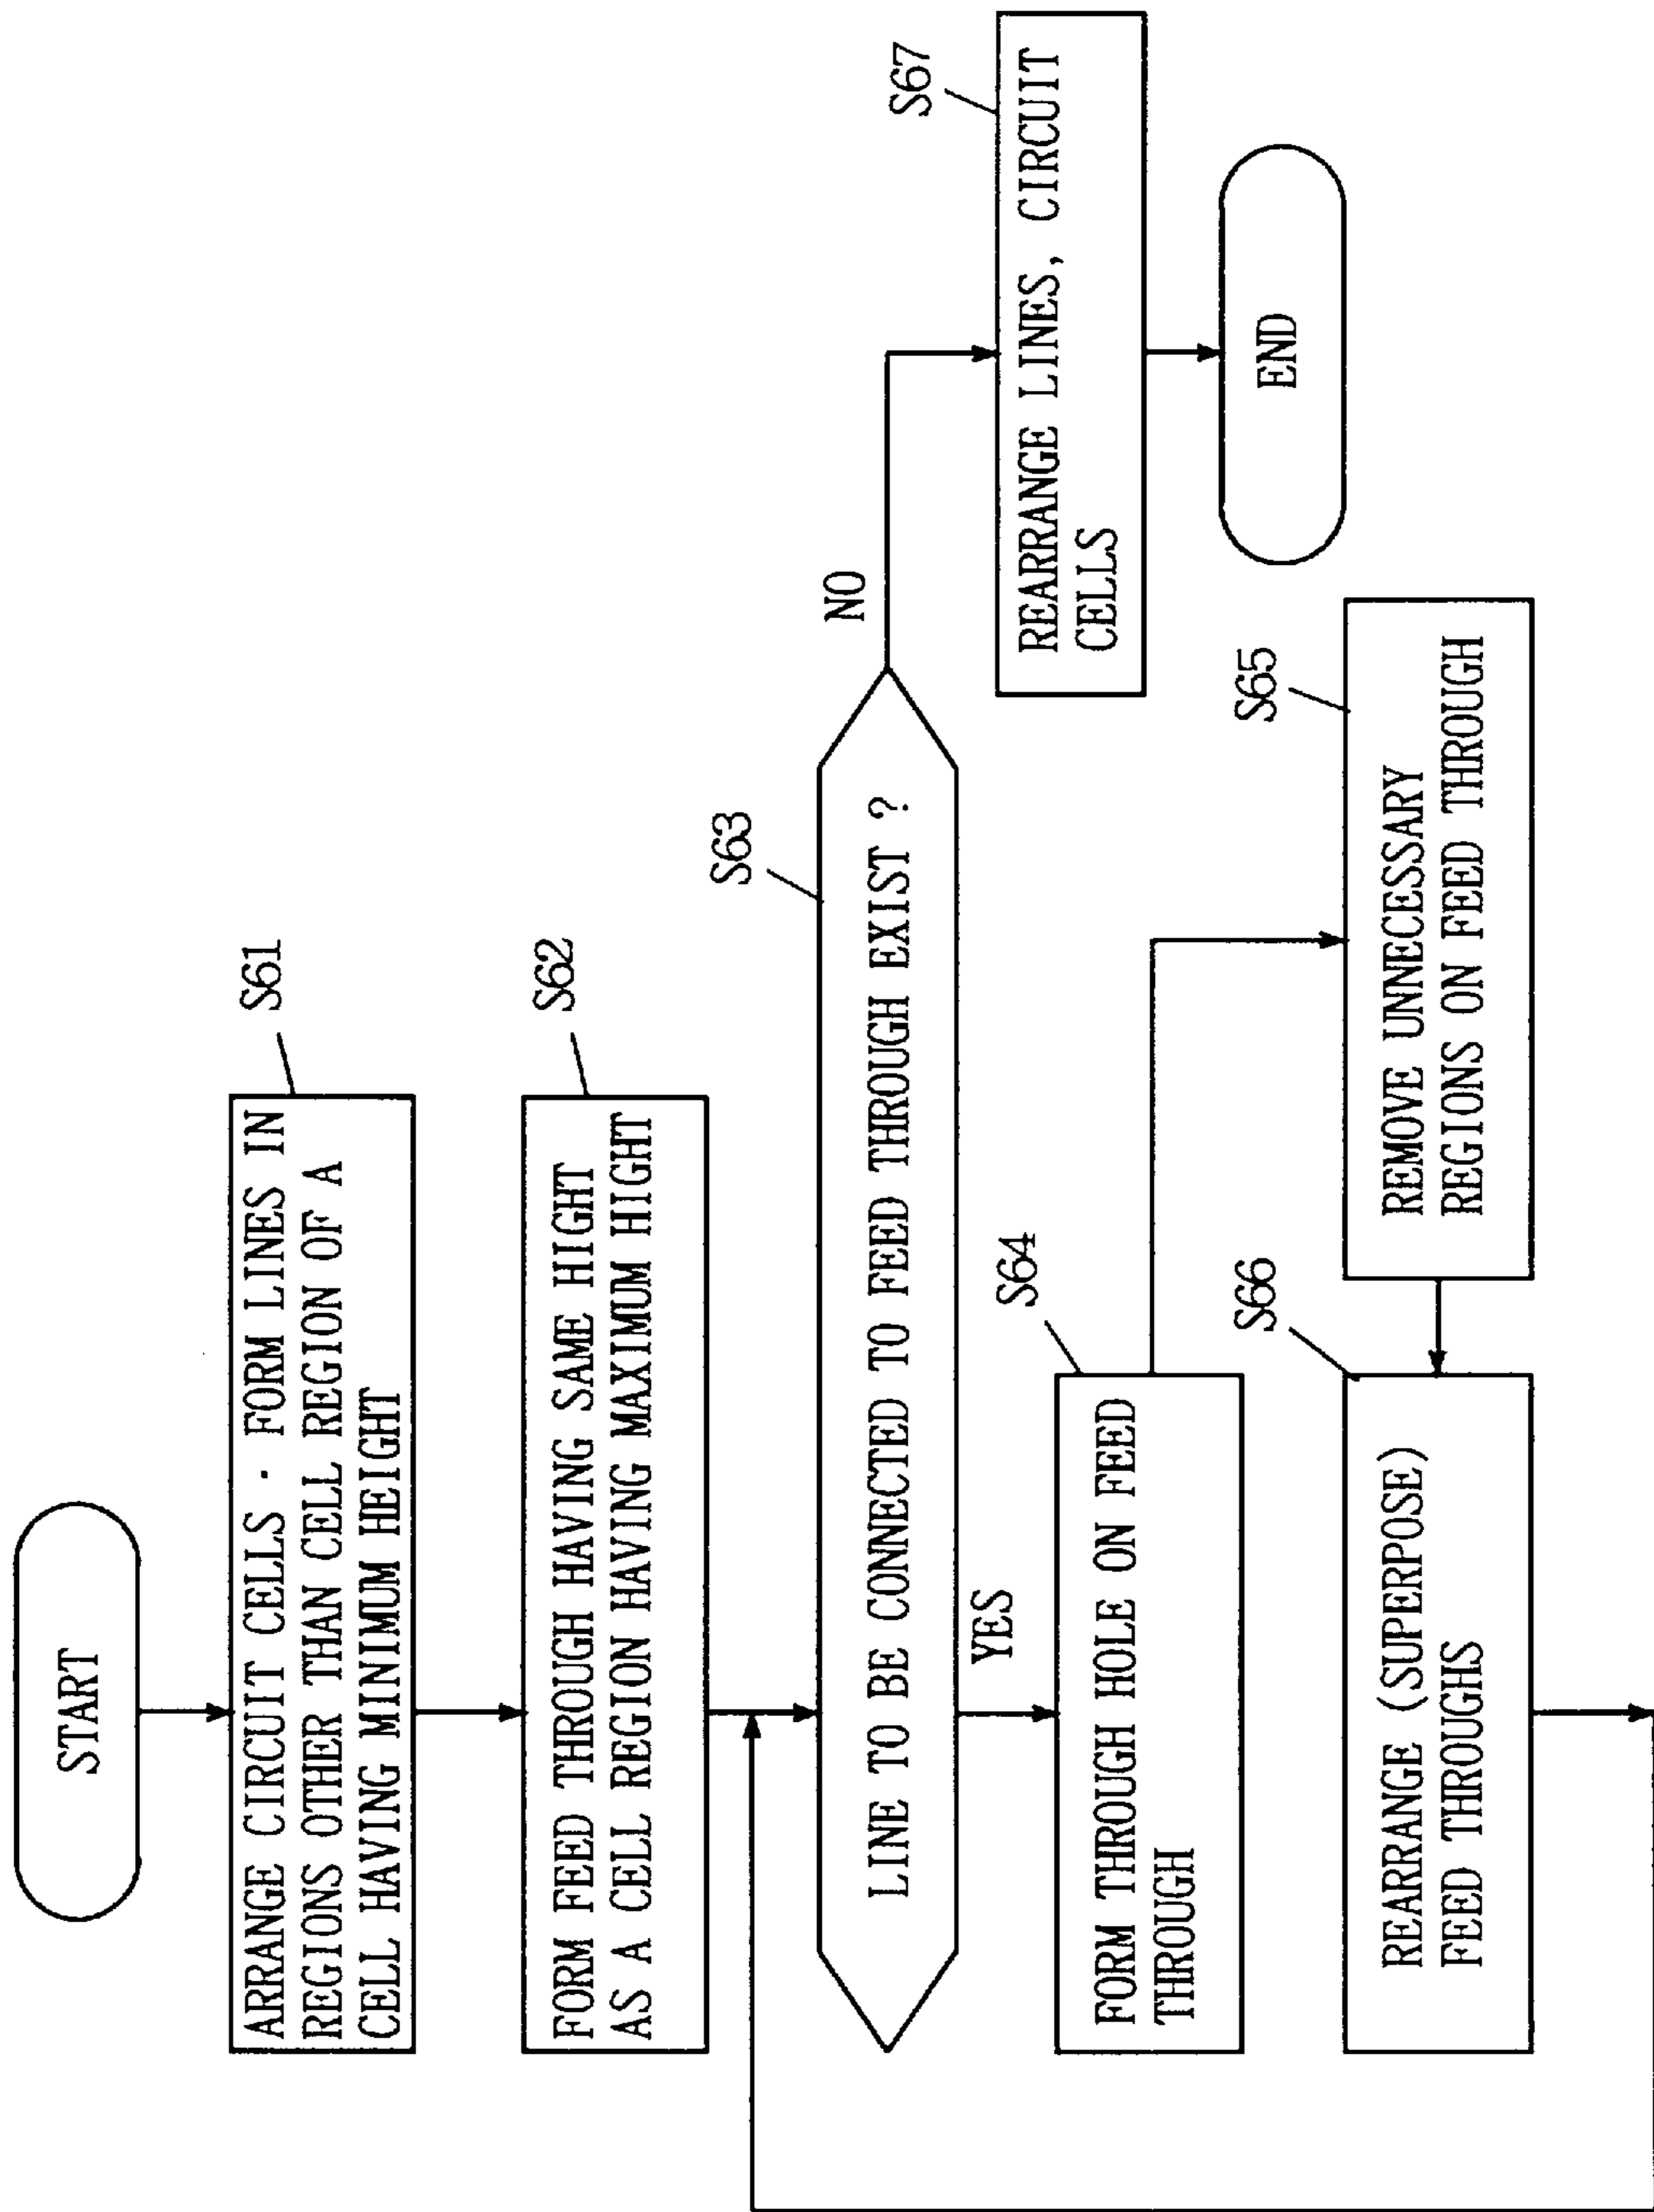 START
S61
ARRANGE CIRCUIT CELLS · FORM LINES IN
REGIONS OTHER THAN CELL REGION OF A
CELL HAVING MINIMUM HEIGHT
S62
FORM FEED THROUGH HAVING SAME HIGHT
AS A CELL REGION HAVING MAXIMUM HIGHT
S63
LINE TO BE CONNECTED TO FEED THROUGH EXIST ?
YES
NO
S64
FORM THROUGH HOLE ON FEED
THROUGH
S65
REMOVE UNNECESSARY
REGIONS ON FEED THROUGH
S66
REARRANGE (SUPERPOSE)
FEED THROUGHS
S67
REARRANGE LINES, CIRCUIT
CELLS
END